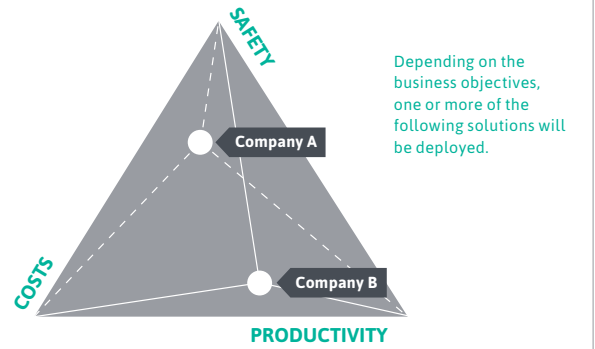 SAFETY
Depending on the
business objectives,
one or more of the
following solutions will
be deployed.
Company A
COSTS
Company B
PRODUCTIVITY